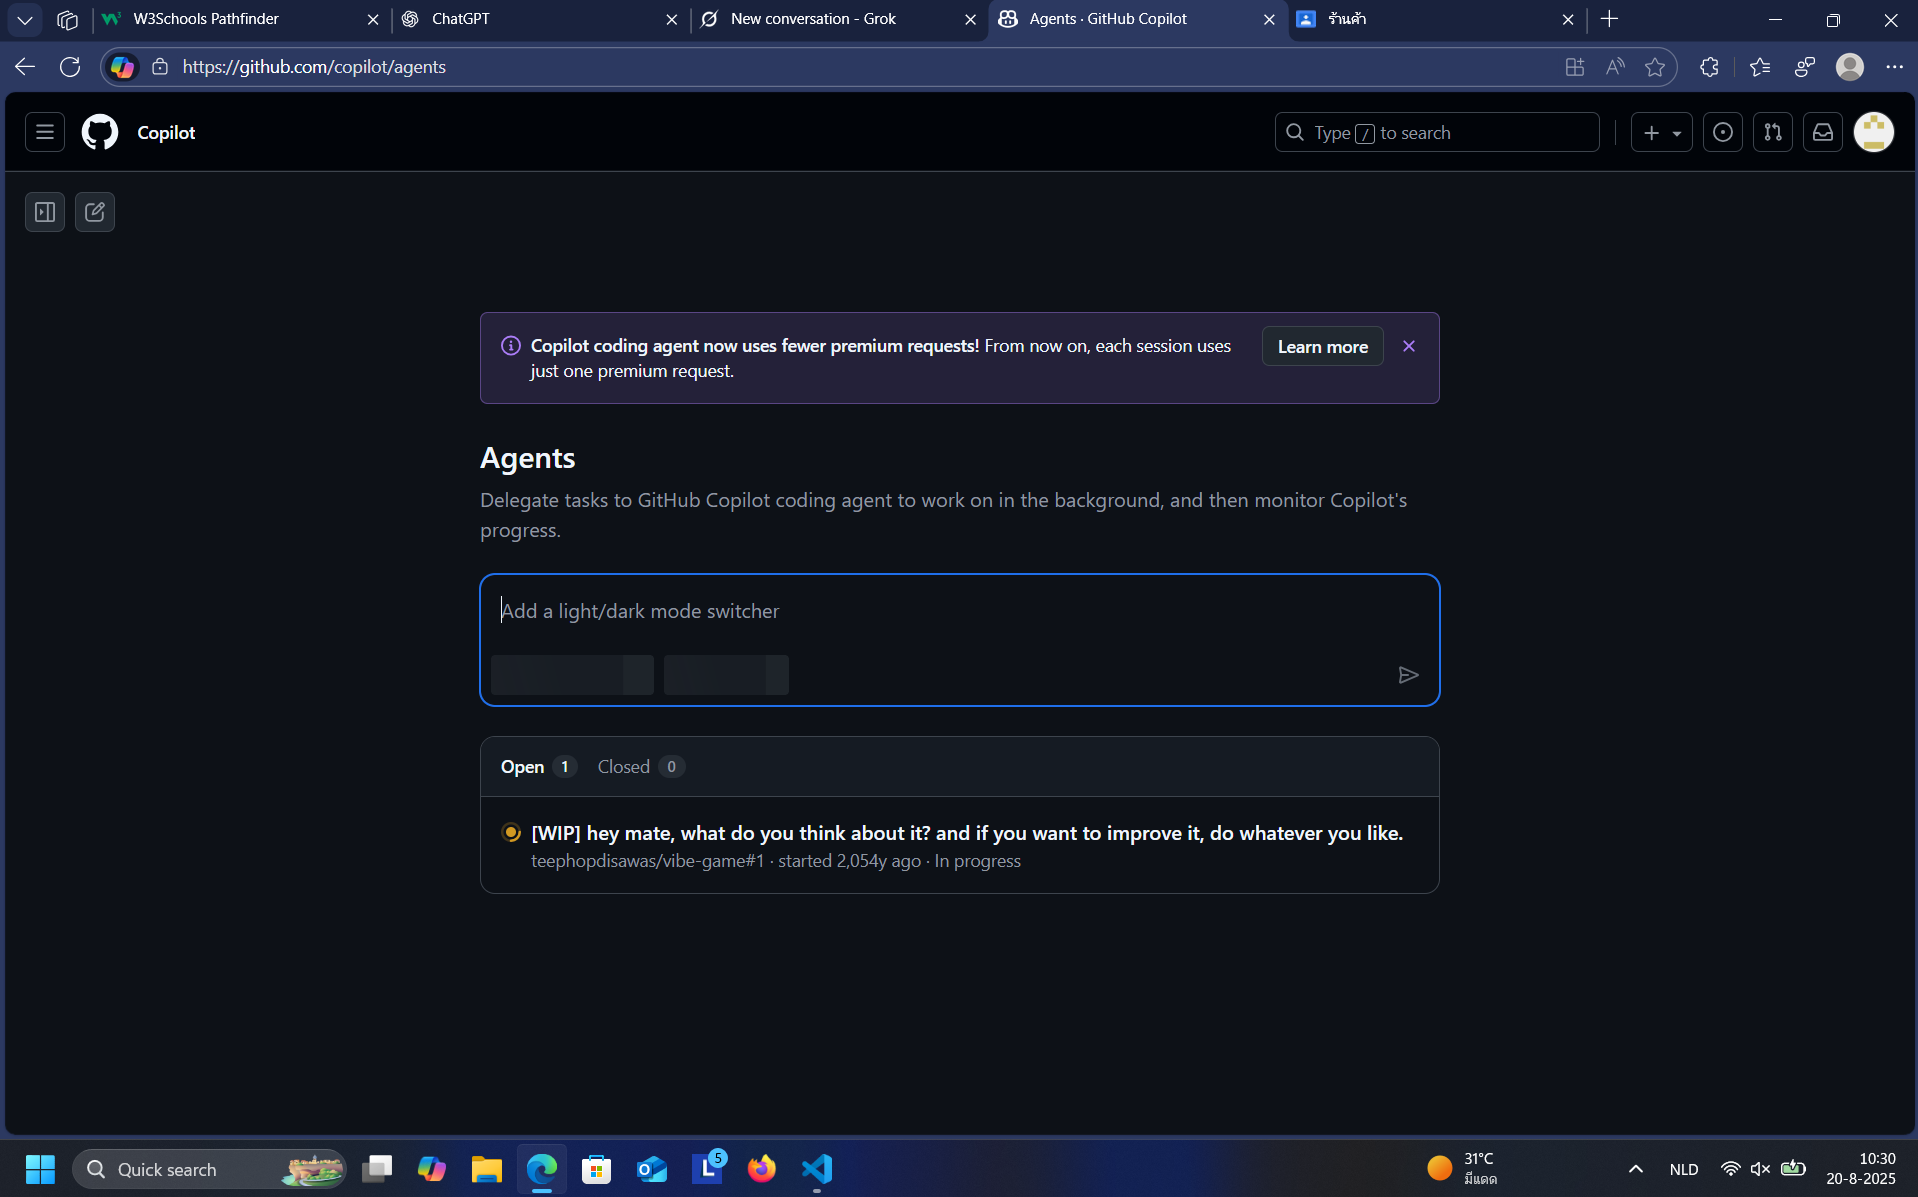 W3Schools Pathfinder
ChatGPT
New conversation - Grok
Agents · GitHub Copilot
ร้านค้า
https://github.com/copilot/agents
Copilot
Type / to search
Copilot coding agent now uses fewer premium requests! From now on, each session uses
just one premium request.
Learn more
Agents
Delegate tasks to GitHub Copilot coding agent to work on in the background, and then monitor Copilot's
progress.
Add a light/dark mode switcher
Open 1 Closed 0
[WIP] hey mate, what do you think about it? and if you want to improve it, do whatever you like.
teephopdisawas/vibe-game#1 · started 2,054y ago · In progress
Quick search
L 5
31°C
มีแดด
NLD
10:30
20-8-2025